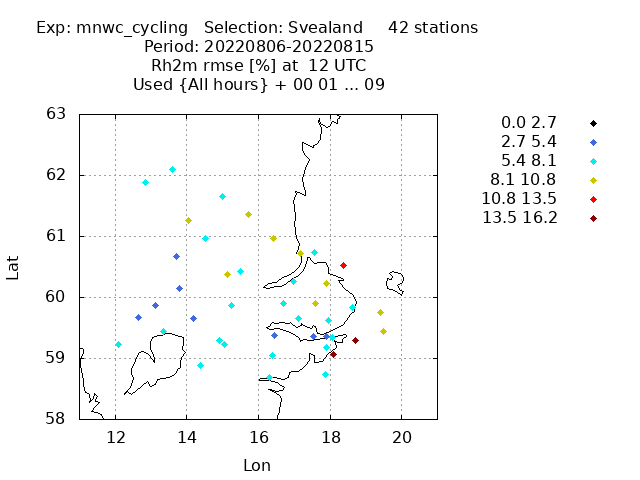 Exp: mnwc_cycling   Selection: Svealand     42 stations
Period: 20220806-20220815
Rh2m rmse [%] at  12 UTC
Used {All hours} + 00 01 ... 09
0.0 2.7
2.7 5.4
5.4 8.1
8.1 10.8
10.8 13.5
13.5 16.2
63
62
61
60
59
58
Lat
12 14 16 18 20
Lon